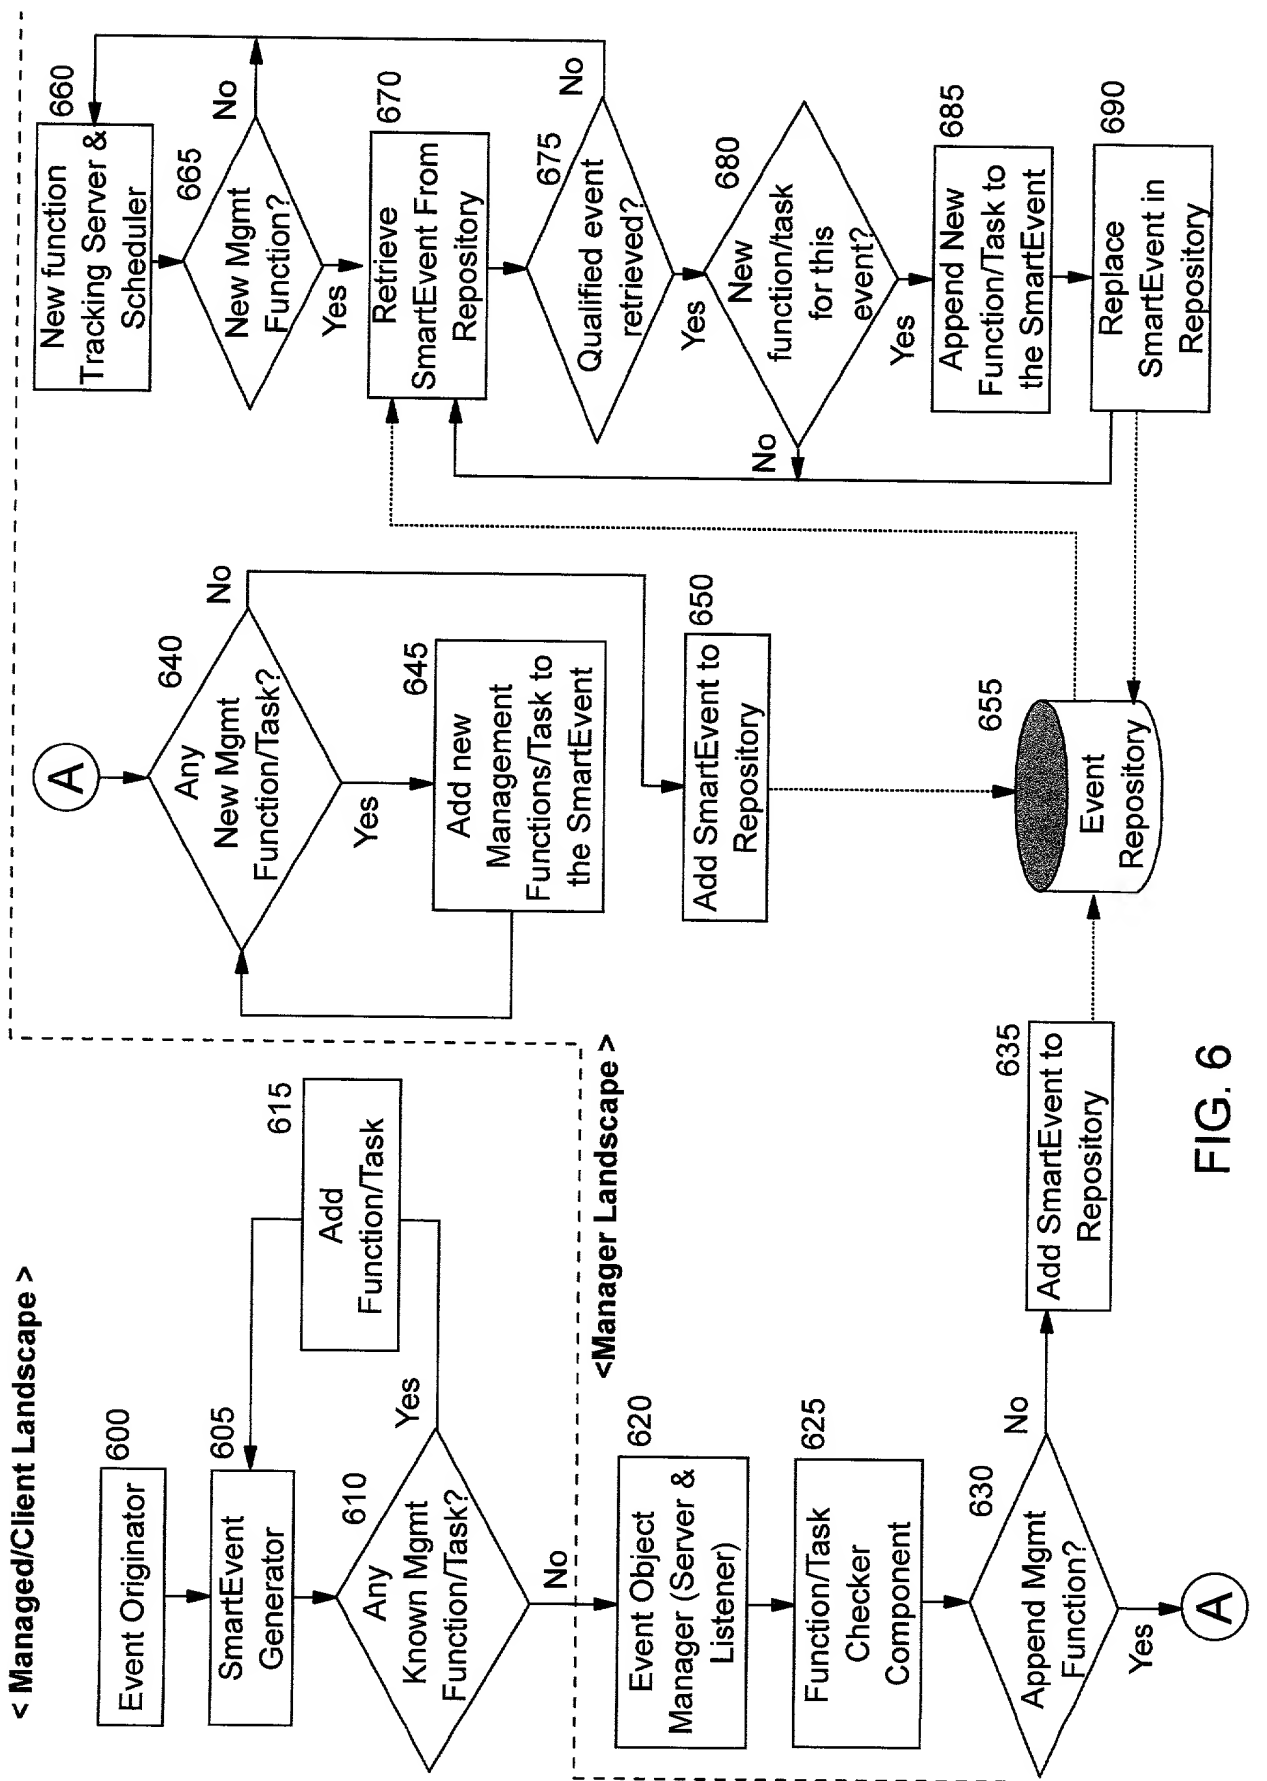 < Managed/Client Landscape >
Event Originator
600
SmartEvent
Generator
605
Any
Known Mgmt
Function/Task?
610
Yes
No
Add
Function/Task
615
<Manager Landscape >
Event Object
Manager (Server &
Listener)
620
Function/Task
Checker
Component
625
Append Mgmt
Function?
630
No
Yes
A
Add SmartEvent to
Repository
635
A
Any
New Mgmt
Function/Task?
640
No
Yes
Add new
Management
Functions/Task to
the SmartEvent
645
Add SmartEvent to
Repository
650
Event
Repository
655
New function
Tracking Server &
Scheduler
660
New Mgmt
Function?
665
No
Yes
Retrieve
SmartEvent From
Repository
670
Qualified event
retrieved?
675
No
Yes
New
function/task
for this
event?
680
No
Yes
Append New
Function/Task to
the SmartEvent
685
Replace
SmartEvent in
Repository
690
FIG. 6